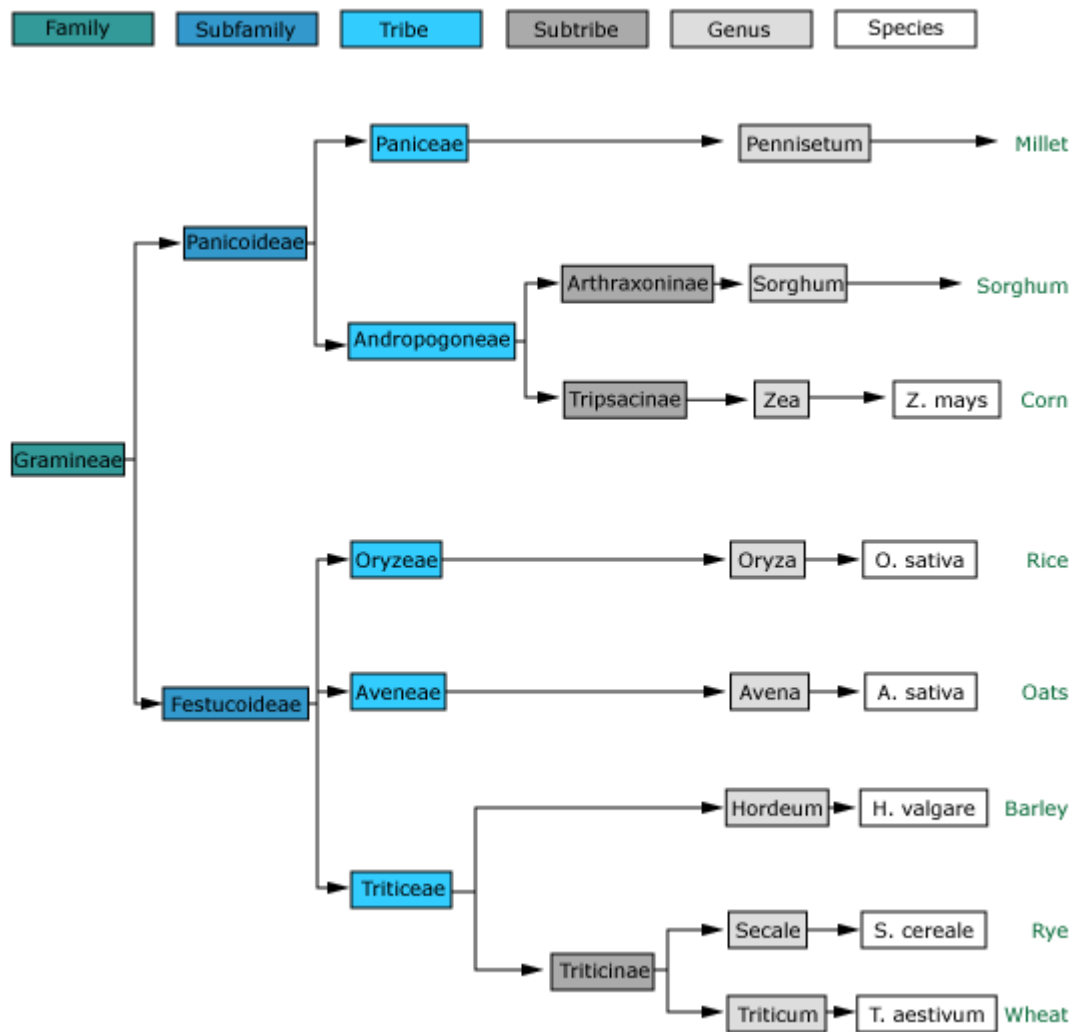 Family Subfamily Tribe Subtribe Genus Species
Paniceae Pennisetum Millet
Panicoideae
Arthraxoninae Sorghum Sorghum
Andropogoneae
Tripsacinae Zea Z. mays Corn
Gramineae
Oryzeae Oryza O. sativa Rice
Festucoideae Aveneae Avena A. sativa Oats
Hordeum H. valgare Barley
Triticeae
Secale S. cereale Rye
Triticinae
Triticum T. aestivum Wheat